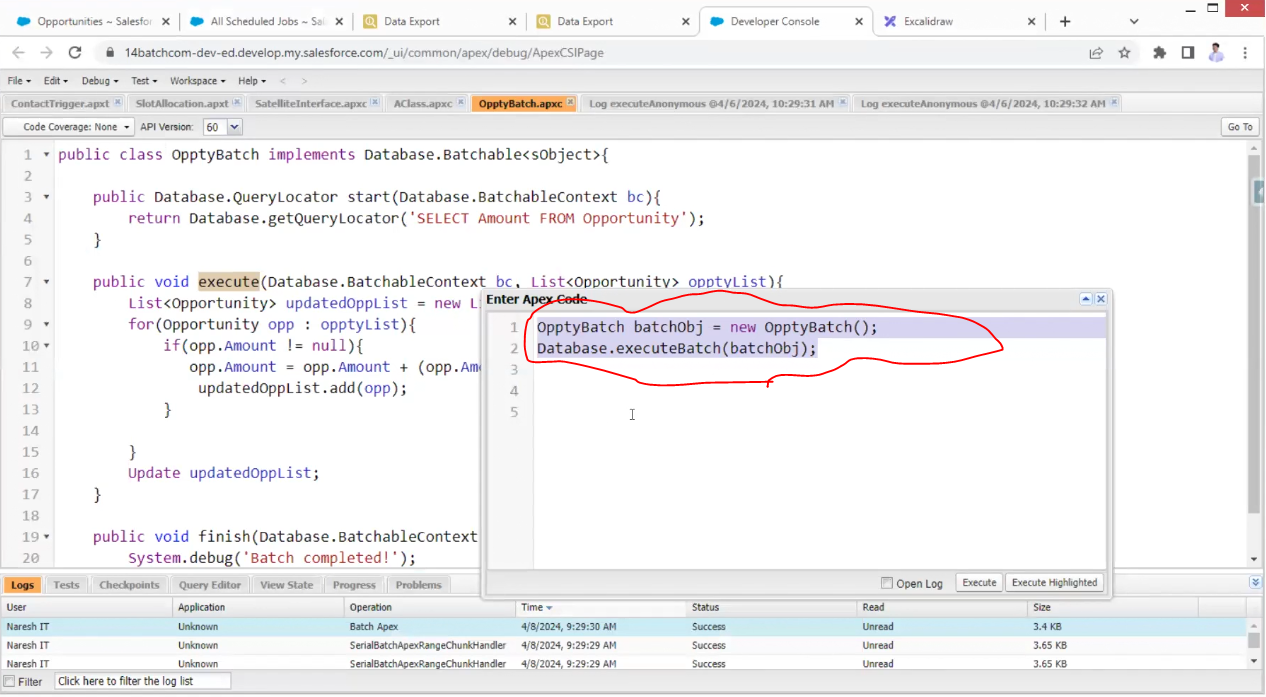 Opportunities ~ Salesfor
All Scheduled Jobs ~ Sal
Data Export
Data Export
Developer Console
Excalidraw
14batchcom-dev-ed.develop.my.salesforce.com/_ui/common/apex/debug/ApexCSIPage
File Edit Debug Test Workspace Help < >
ContactTrigger.apxt SlotAllocation.apxt SatelliteInterface.apxc AClass.apxc OpptyBatch.apxc Log executeAnonymous @4/6/2024, 10:29:31 AM Log executeAnonymous @4/6/2024, 10:29:32 AM
Code Coverage: None API Version: 60 Go To
1 public class OpptyBatch implements Database.Batchable<sObject>{
2
3 public Database.QueryLocator start(Database.BatchableContext bc){
4 return Database.getQueryLocator('SELECT Amount FROM Opportunity');
5 }
6
7 public void execute(Database.BatchableContext bc, List<Opportunity> opptyList){
8 List<Opportunity> updatedOppList = new Li
9 for(Opportunity opp : opptyList){
10 if(opp.Amount != null){
11 opp.Amount = opp.Amount + (opp.Am
12 updatedOppList.add(opp);
13 }
14
15 }
16 Update updatedOppList;
17 }
18
19 public void finish(Database.BatchableContext
20 System.debug('Batch completed!');
Enter Apex Code
1 OpptyBatch batchObj = new OpptyBatch();
2 Database.executeBatch(batchObj);
3
4
5
Open Log Execute Execute Highlighted
Logs Tests Checkpoints Query Editor View State Progress Problems
User Application Operation Time Status Read Size
Naresh IT Unknown Batch Apex 4/8/2024, 9:29:30 AM Success Unread 3.4 KB
Naresh IT Unknown SerialBatchApexRangeChunkHandler 4/8/2024, 9:29:29 AM Success Unread 3.65 KB
Naresh IT Unknown SerialBatchApexRangeChunkHandler 4/8/2024, 9:29:29 AM Success Unread 3.65 KB
Filter Click here to filter the log list